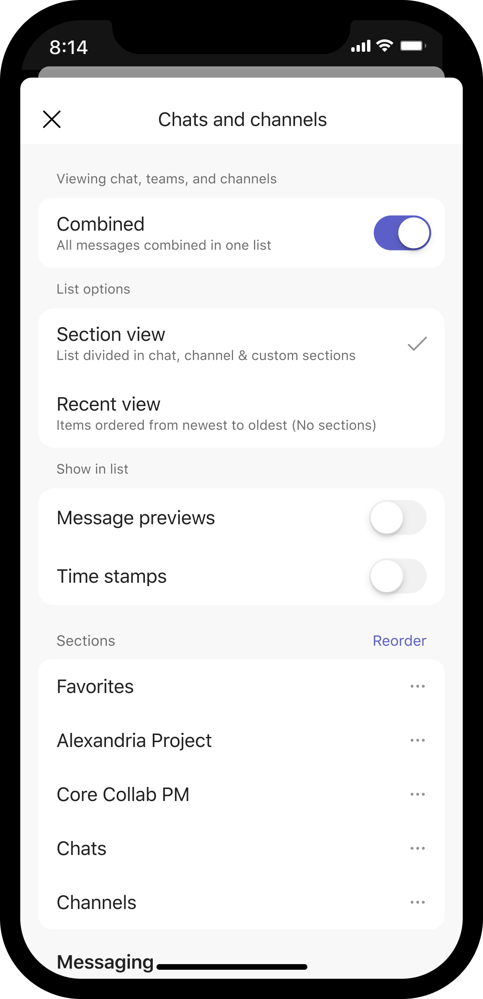 8:14
Chats and channels
Viewing chat, teams, and channels
Combined
All messages combined in one list
List options
Section view
List divided in chat, channel & custom sections
Recent view
Items ordered from newest to oldest (No sections)
Show in list
Message previews
Time stamps
Sections
Reorder
Favorites
Alexandria Project
Core Collab PM
Chats
Channels
Messaging